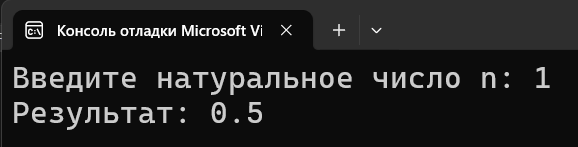 Консоль отладки Microsoft Vi
Введите натуральное число n: 1
Результат: 0.5